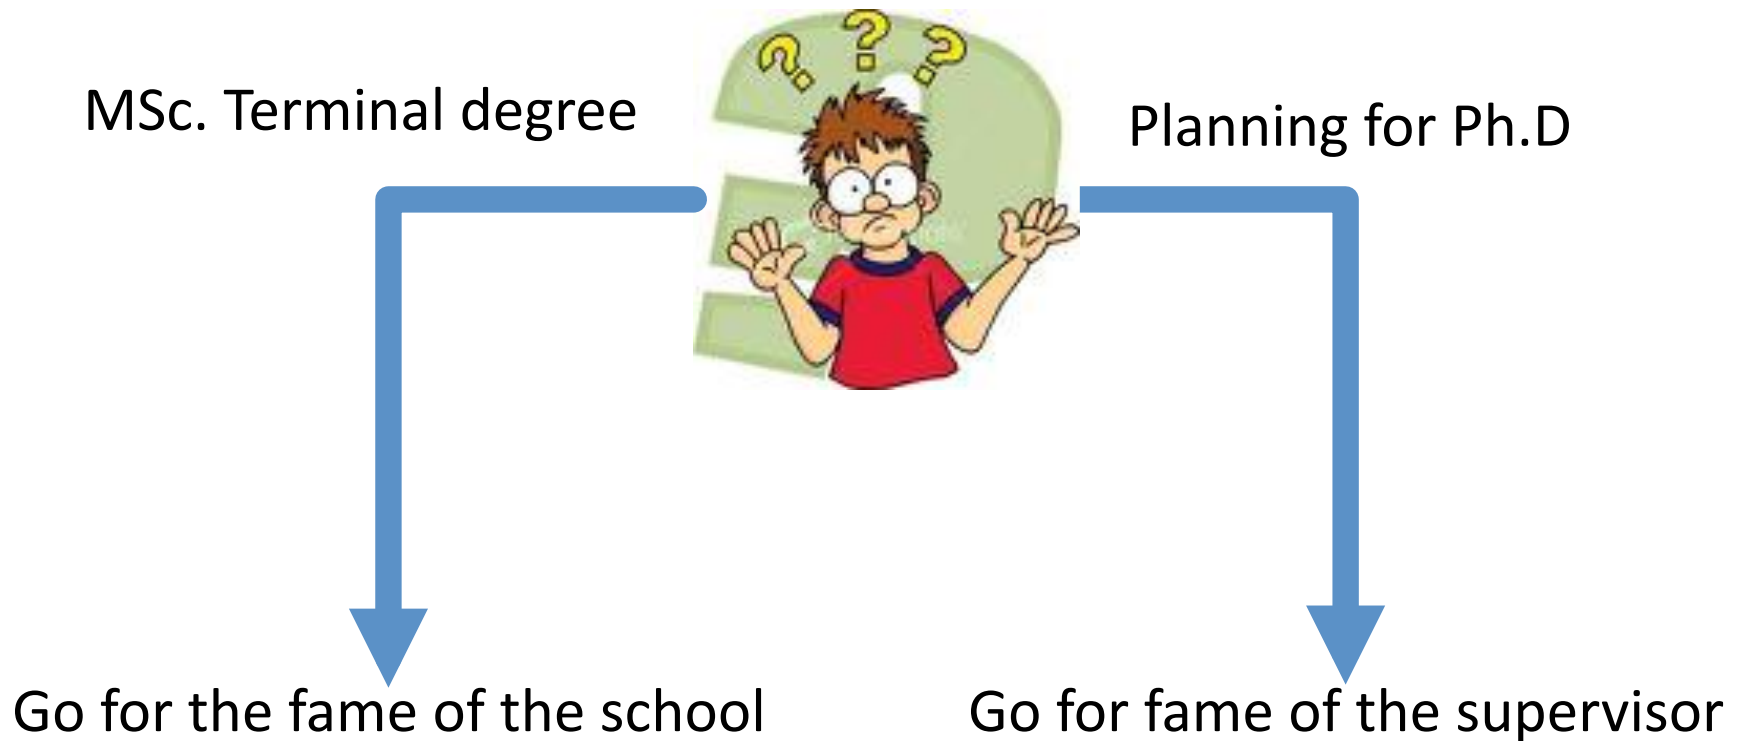 MSc. Terminal degree
Planning for Ph.D
Go for the fame of the school
Go for fame of the supervisor